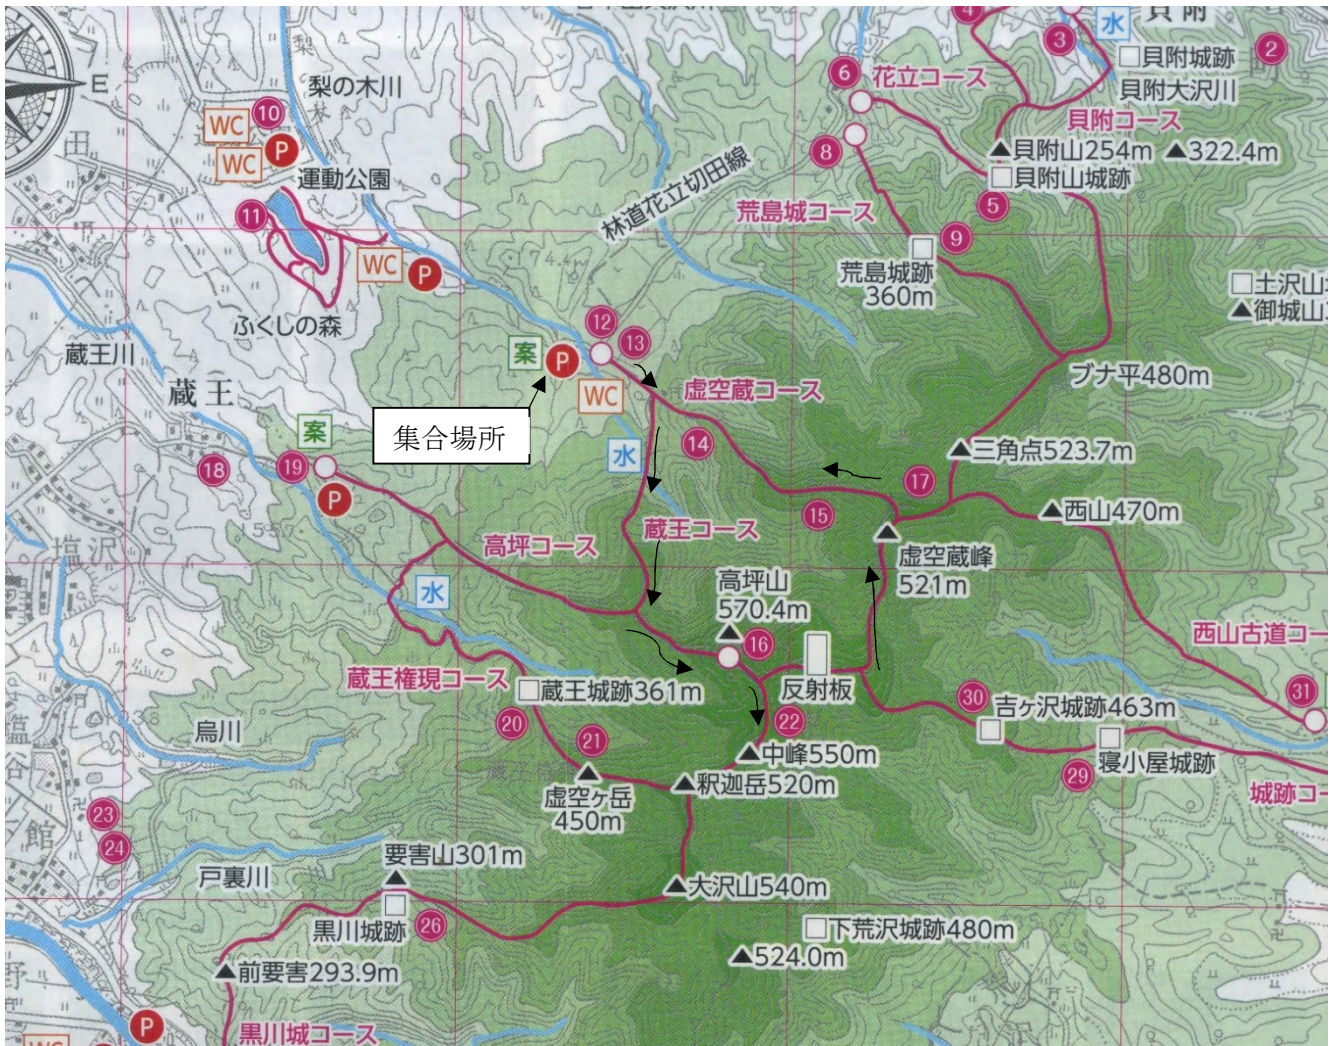 4
3
水
貝附
2
貝附城跡
貝附大沢川
6
花立コース
E
梨の木川
10
WC
P
WC
8
貝附コース
貝附山254m
322.4m
貝附山城跡
運動公園
林道花立切田線
5
11
荒島城コース
9
WC
P
荒島城跡
360m
174.4
土沢山
御城山
ふくしの森
12
13
蔵王川
案
P
ブナ平480m
蔵王
WC
虚空蔵コース
集合場所
案
14
三角点523.7m
水
18
19
17
P
15
西山470m
蔵王コース
塩沢
高坪コース
虚空蔵峰
521m
高坪山
570.4m
水
16
西山古道コー
蔵王権現コース
蔵王城跡361m
反射板
30
31
吉ヶ沢城跡463m
20
22
烏川
21
中峰550m
寝小屋城跡
29
釈迦岳520m
虚空ヶ岳
450m
城跡コー
23
24
館
要害山301m
戸裏川
大沢山540m
黒川城跡
26
下荒沢城跡480m
524.0m
前要害293.9m
野
P
黒川城コース
WC